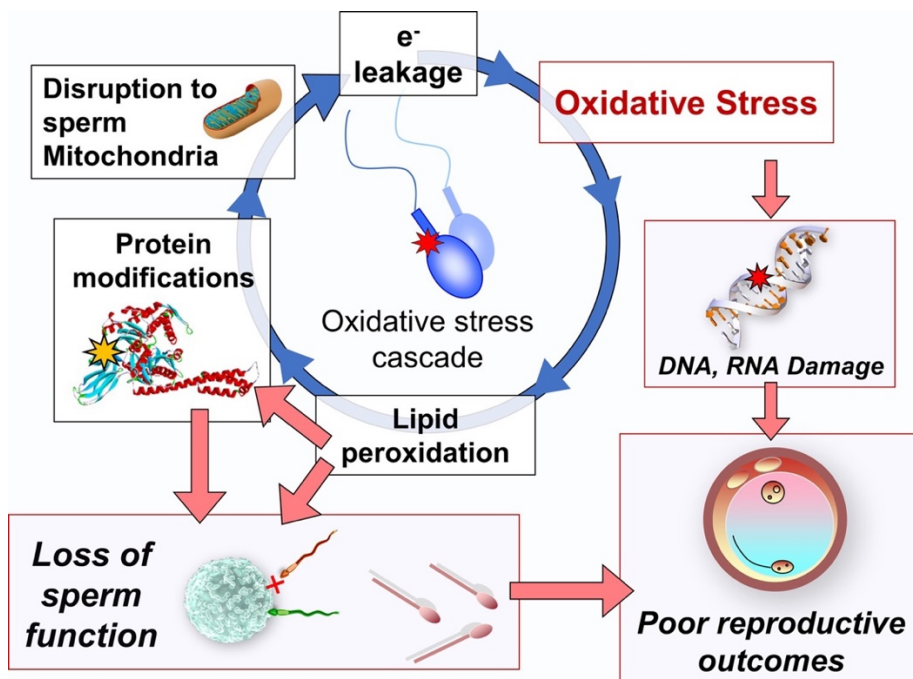 e-
leakage
Disruption to
sperm
Mitochondria
Oxidative Stress
Protein
modifications
Oxidative stress
cascade
DNA, RNA Damage
Lipid
peroxidation
Loss of
sperm
function
Poor reproductive
outcomes